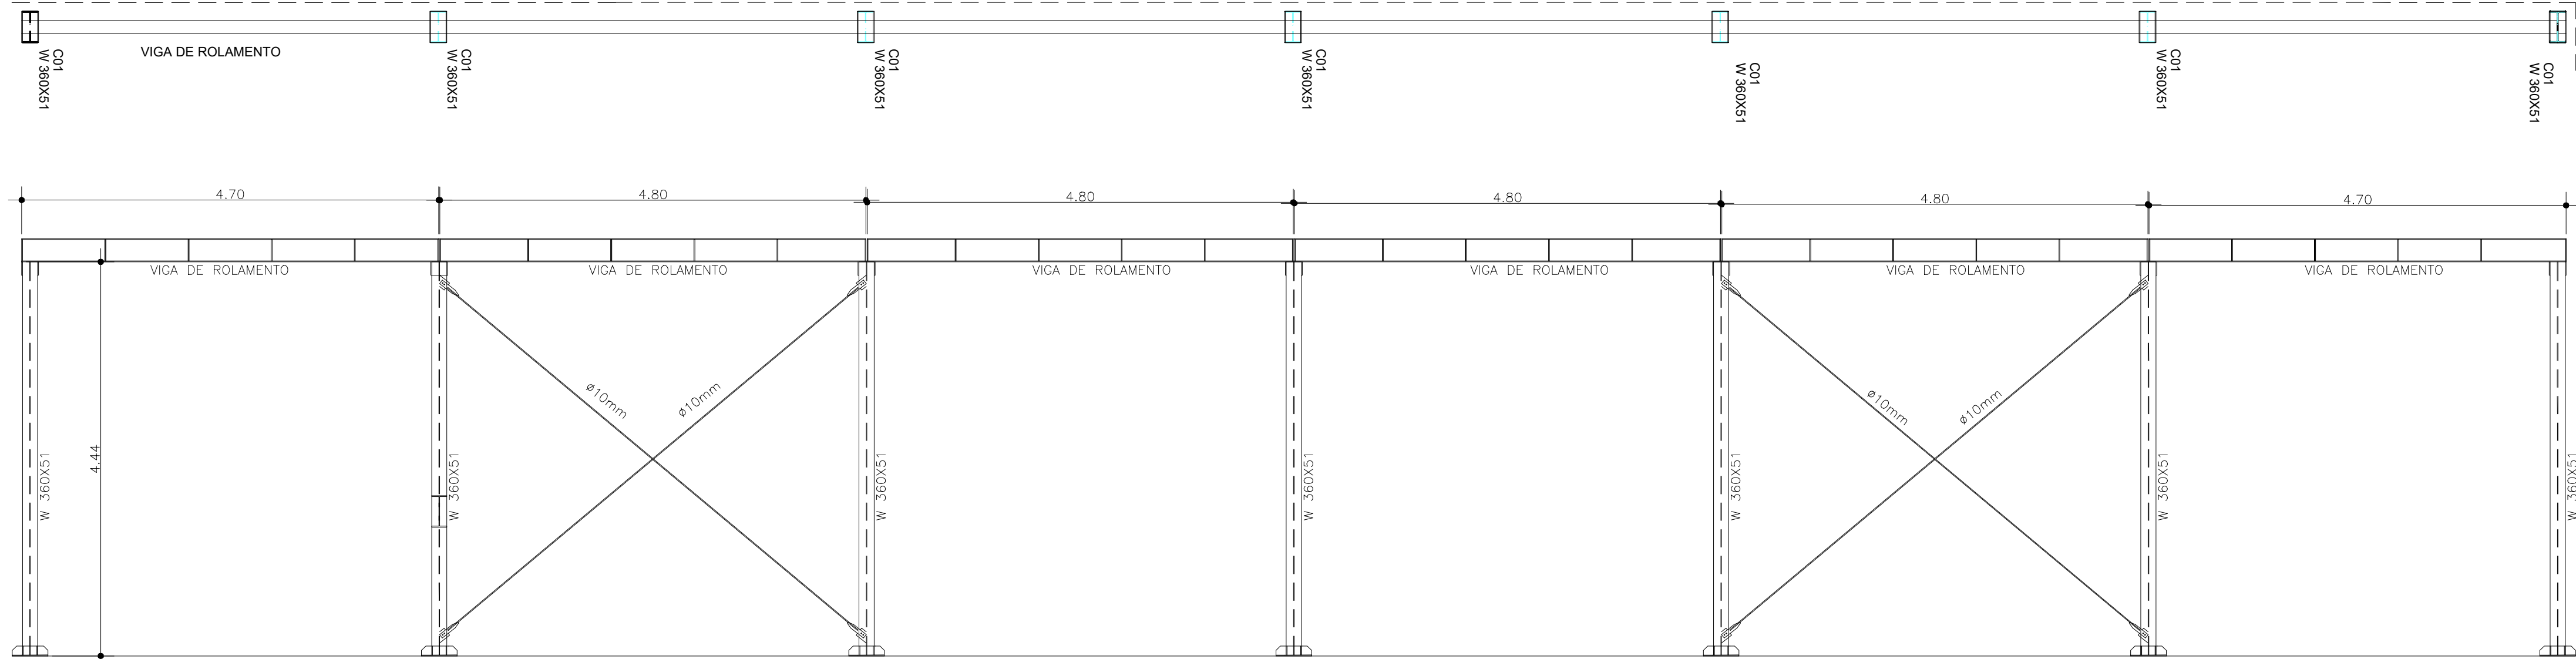 VIGA DE ROLAMENTO
C01
W 360X51
C01
W 360X51
C01
W 360X51
C01
W 360X51
C01
W 360X51
C01
W 360X51
C01
W 360X51
4.70
4.80
4.80
4.80
4.80
4.70
VIGA DE ROLAMENTO
VIGA DE ROLAMENTO
VIGA DE ROLAMENTO
VIGA DE ROLAMENTO
VIGA DE ROLAMENTO
VIGA DE ROLAMENTO
ø10mm
ø10mm
ø10mm
ø10mm
W 360X51
4.44
W 360X51
W 360X51
W 360X51
W 360X51
W 360X51
W 360X51